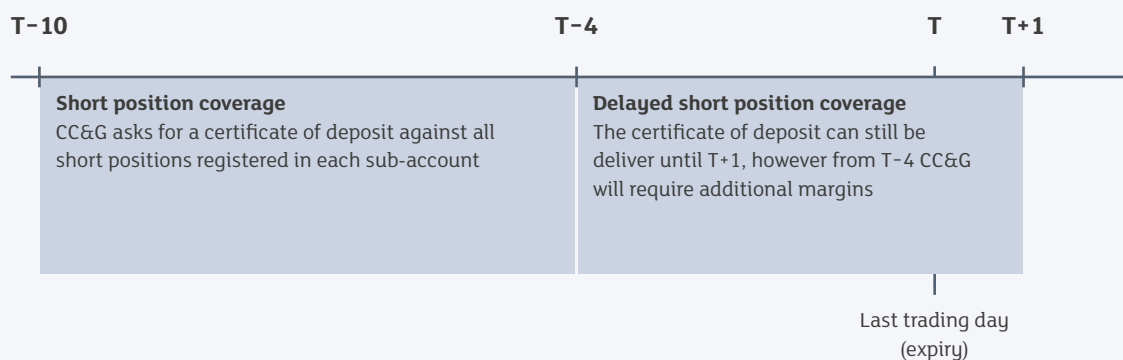 T-10 T-4 T T+1
Short position coverage
CC&G asks for a certificate of deposit against all
short positions registered in each sub-account
Delayed short position coverage
The certificate of deposit can still be
deliver until T+1, however from T-4 CC&G
will require additional margins
Last trading day
(expiry)